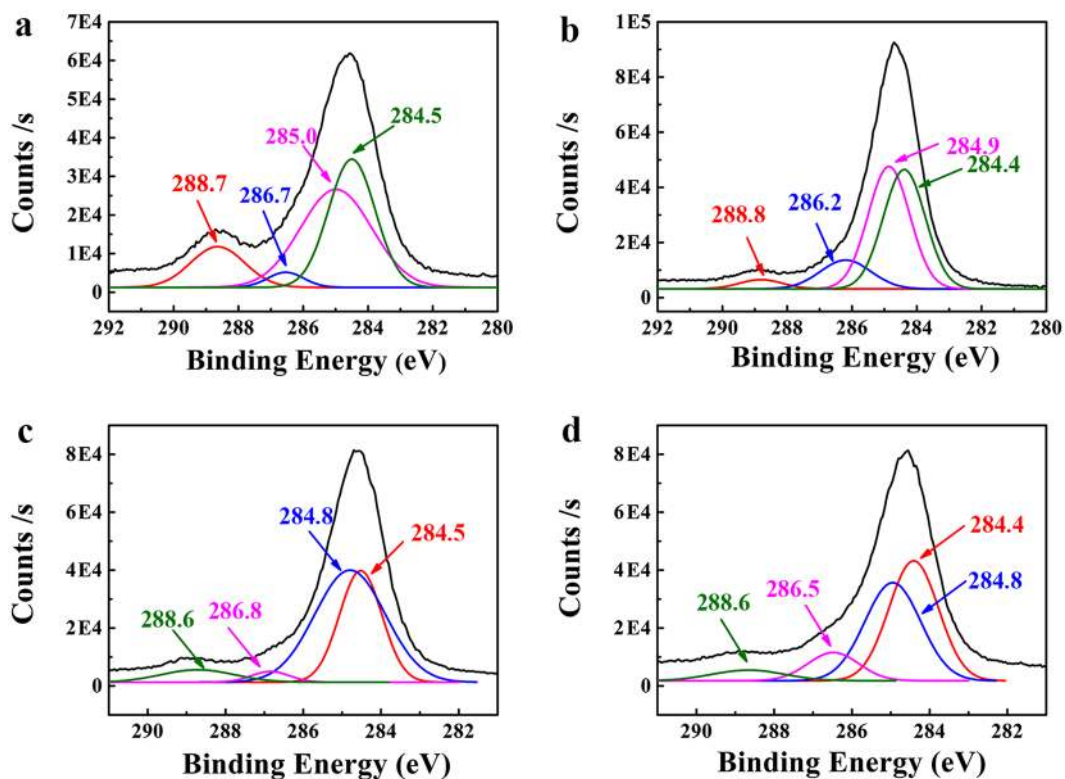 a
7E4
6E4
5E4
4E4
3E4
2E4
1E4
0
Counts /s
288.7
286.7
285.0
284.5
292 290 288 286 284 282 280
Binding Energy (eV)
b
1E5
8E4
6E4
4E4
2E4
0
Counts /s
288.8
286.2
284.9
284.4
292 290 288 286 284 282 280
Binding Energy (eV)
c
8E4
6E4
4E4
2E4
0
Counts /s
288.6
286.8
284.8
284.5
290 288 286 284 282
Binding Energy (eV)
d
8E4
6E4
4E4
2E4
0
Counts /s
288.6
286.5
284.4
284.8
290 288 286 284 282
Binding Energy (eV)